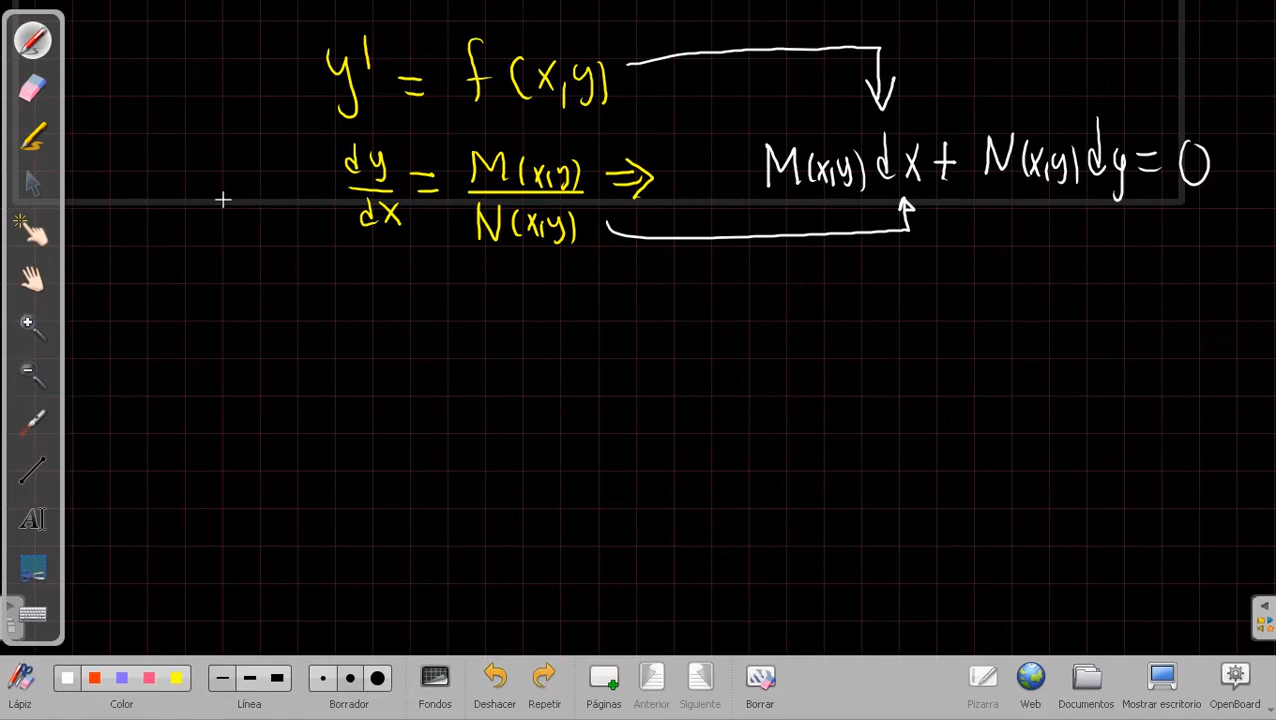 y' = f(x,y)
dy/dx = M(x,y)/N(x,y) ⇒ M(x,y)dx + N(x,y)dy = 0
Lápiz Color Línea Borrador Fondos Deshacer Repetir Páginas Anterior Siguiente Borrar Pizarra Web Documentos Mostrar escritorio OpenBoard